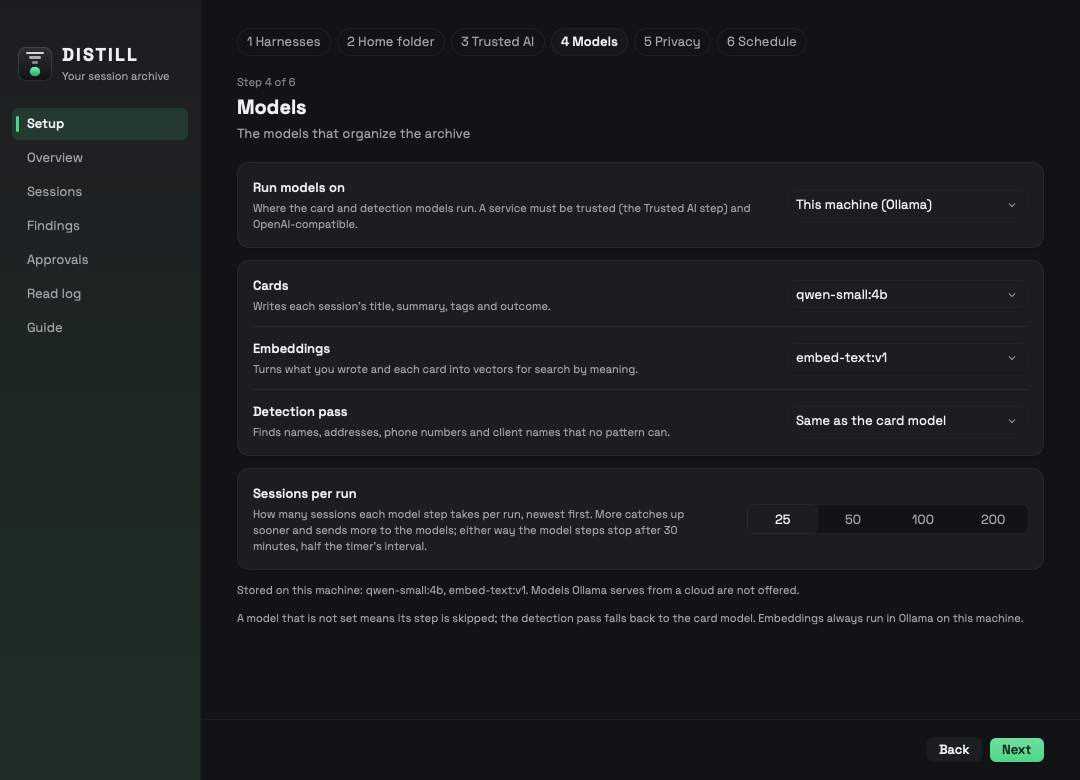 DISTILL
Your session archive
Setup
Overview
Sessions
Findings
Approvals
Read log
Guide
1 Harnesses
2 Home folder
3 Trusted AI
4 Models
5 Privacy
6 Schedule
Step 4 of 6
Models
The models that organize the archive
Run models on
Where the card and detection models run. A service must be trusted (the Trusted AI step) and
OpenAI-compatible.
This machine (Ollama)
Cards
Writes each session's title, summary, tags and outcome.
qwen-small:4b
Embeddings
Turns what you wrote and each card into vectors for search by meaning.
embed-text:v1
Detection pass
Finds names, addresses, phone numbers and client names that no pattern can.
Same as the card model
Sessions per run
How many sessions each model step takes per run, newest first. More catches up
sooner and sends more to the models; either way the model steps stop after 30
minutes, half the timer's interval.
25
50
100
200
Stored on this machine: qwen-small:4b, embed-text:v1. Models Ollama serves from a cloud are not offered.
A model that is not set means its step is skipped; the detection pass falls back to the card model. Embeddings always run in Ollama on this machine.
Back
Next